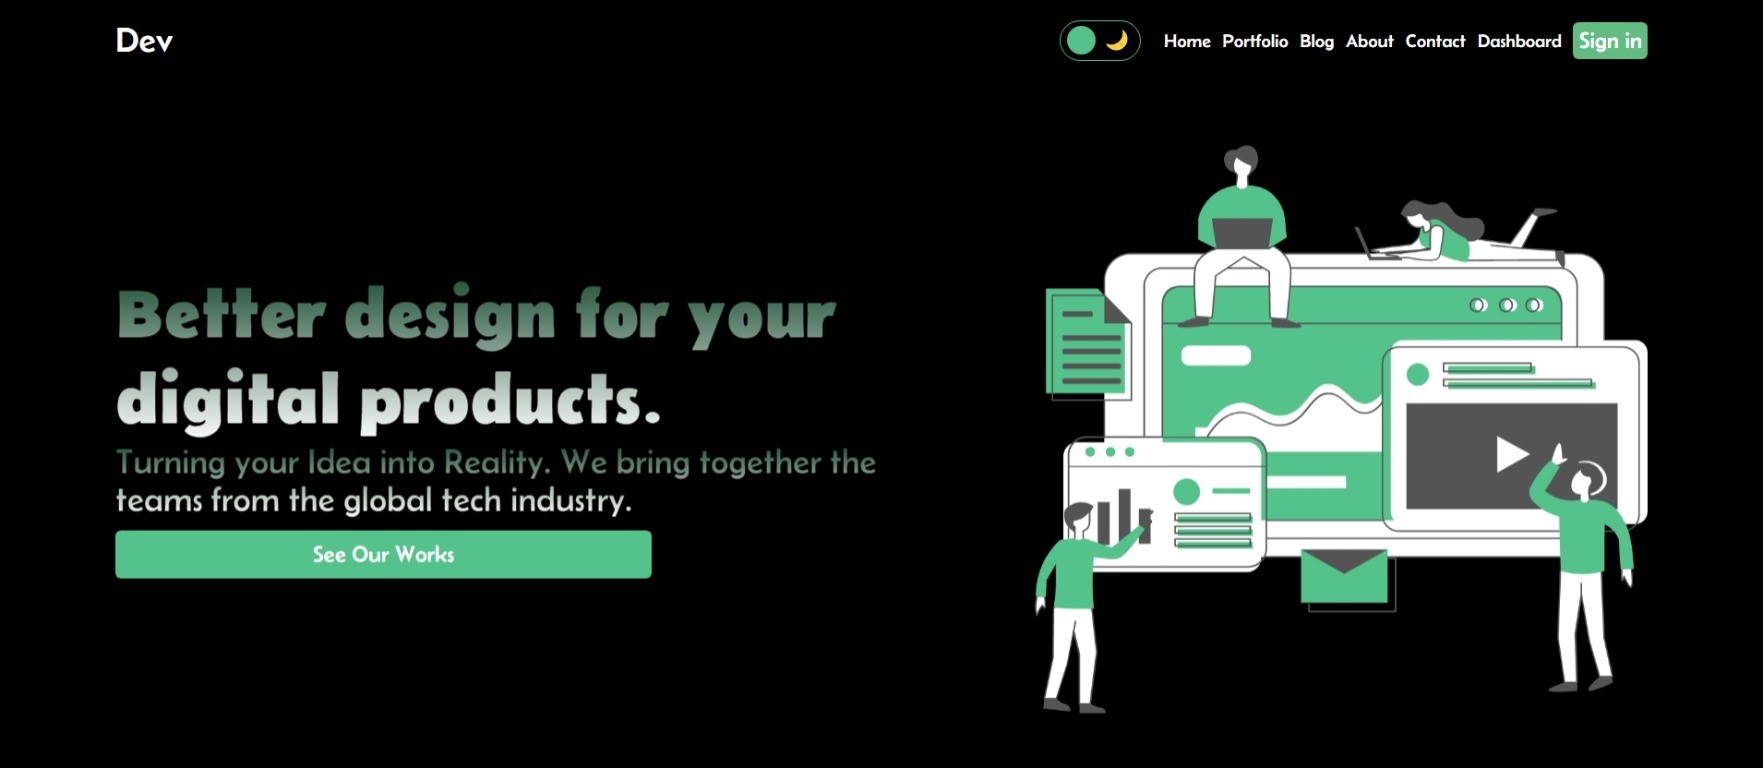 Dev
Home Portfolio Blog About Contact Dashboard Sign in
Better design for your
digital products.
Turning your Idea into Reality. We bring together the
teams from the global tech industry.
See Our Works